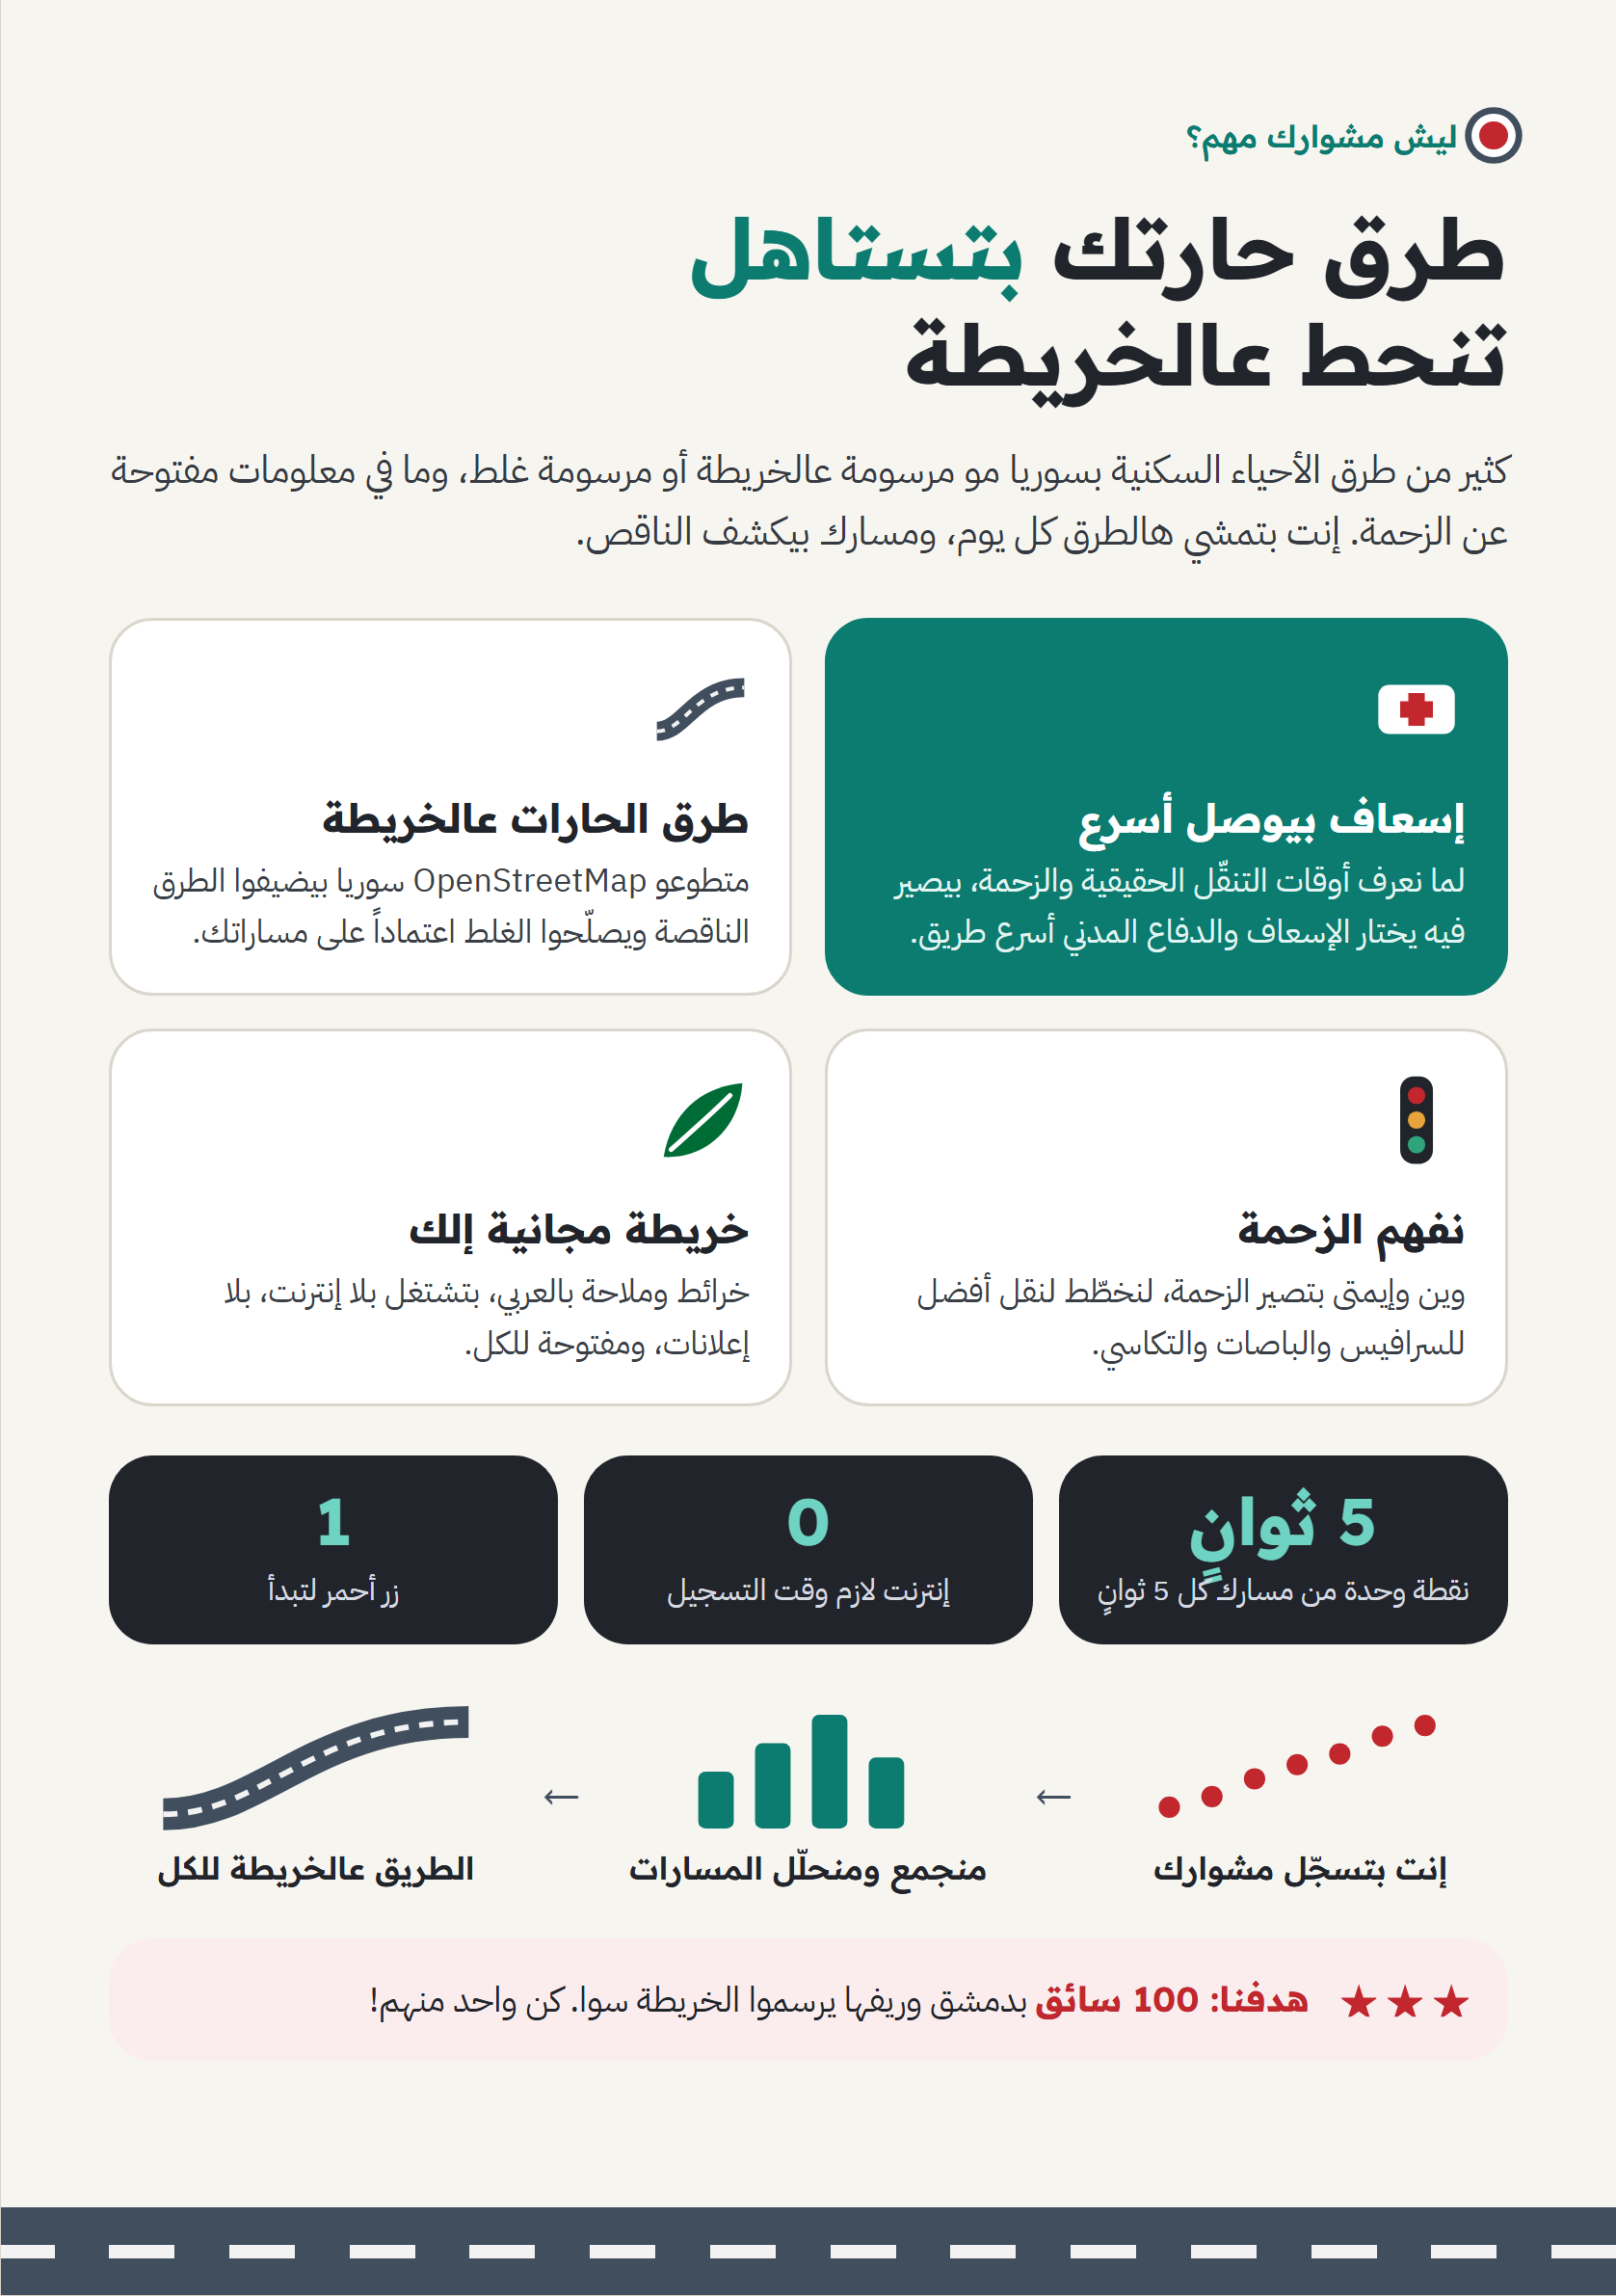 ليش مشوارك مهم؟
طرق حارتك بتستاهل
تنحط عالخريطة
كثير من طرق الأحياء السكنية بسوريا مو مرسومة عالخريطة أو مرسومة غلط، وما في معلومات مفتوحة
عن الزحمة. إنت بتمشي هالطرق كل يوم، ومسارك بيكشف الناقص.
إسعاف بيوصل أسرع
لما نعرف أوقات التنقّل الحقيقية والزحمة، بيصير
فيه يختار الإسعاف والدفاع المدني أسرع طريق.
طرق الحارات عالخريطة
متطوعو OpenStreetMap سوريا بيضيفوا الطرق
الناقصة ويصلّحوا الغلط اعتماداً على مساراتك.
نفهم الزحمة
وين وإيمتى بتصير الزحمة، لنخطّط لنقل أفضل
للسرافيس والباصات والتكاسي.
خريطة مجانية إلك
خرائط وملاحة بالعربي، بتشتغل بلا إنترنت، بلا
إعلانات، ومفتوحة للكل.
5 ثوانٍ
نقطة وحدة من مسارك كل 5 ثوانٍ
0
إنترنت لازم وقت التسجيل
1
زر أحمر لتبدأ
إنت بتسجّل مشوارك
←
منجمع ومنحلّل المسارات
←
الطريق عالخريطة للكل
★★★ هدفنا: 100 سائق بدمشق وريفها يرسموا الخريطة سوا. كن واحد منهم!